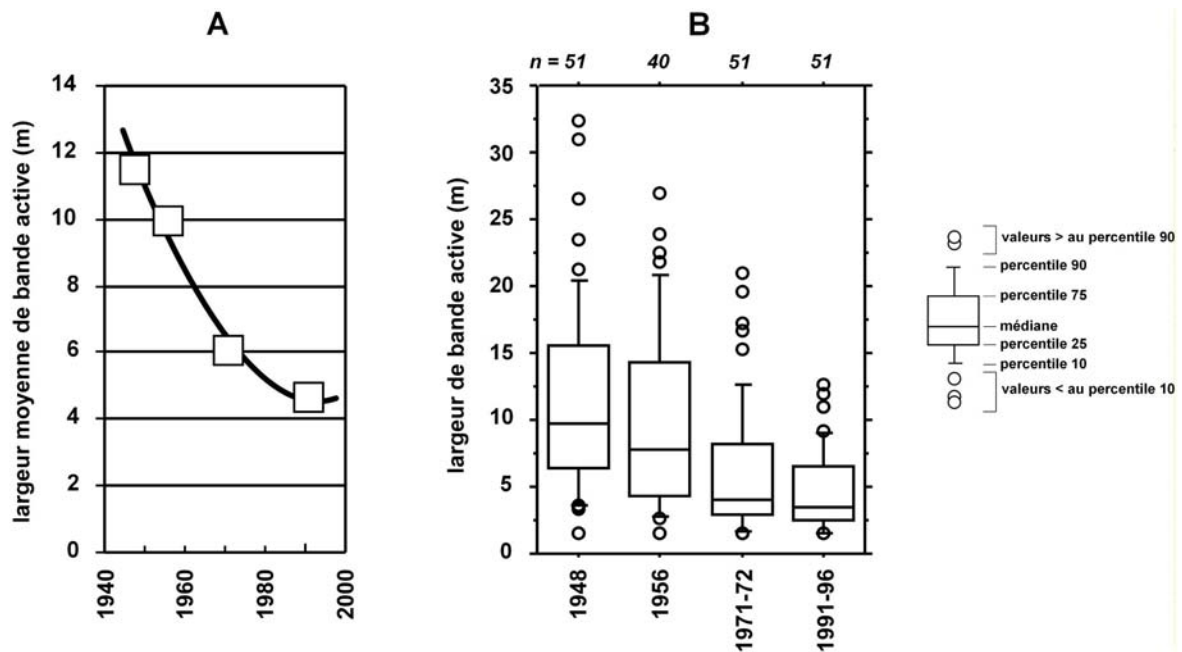 A
largeur moyenne de bande active (m)
14
12
10
8
6
4
2
0
1940
1960
1980
2000
B
n = 51 40 51 51
largeur de bande active (m)
35
30
25
20
15
10
5
0
1948
1956
1971-72
1991-96
valeurs > au percentile 90
percentile 90
percentile 75
médiane
percentile 25
percentile 10
valeurs < au percentile 10